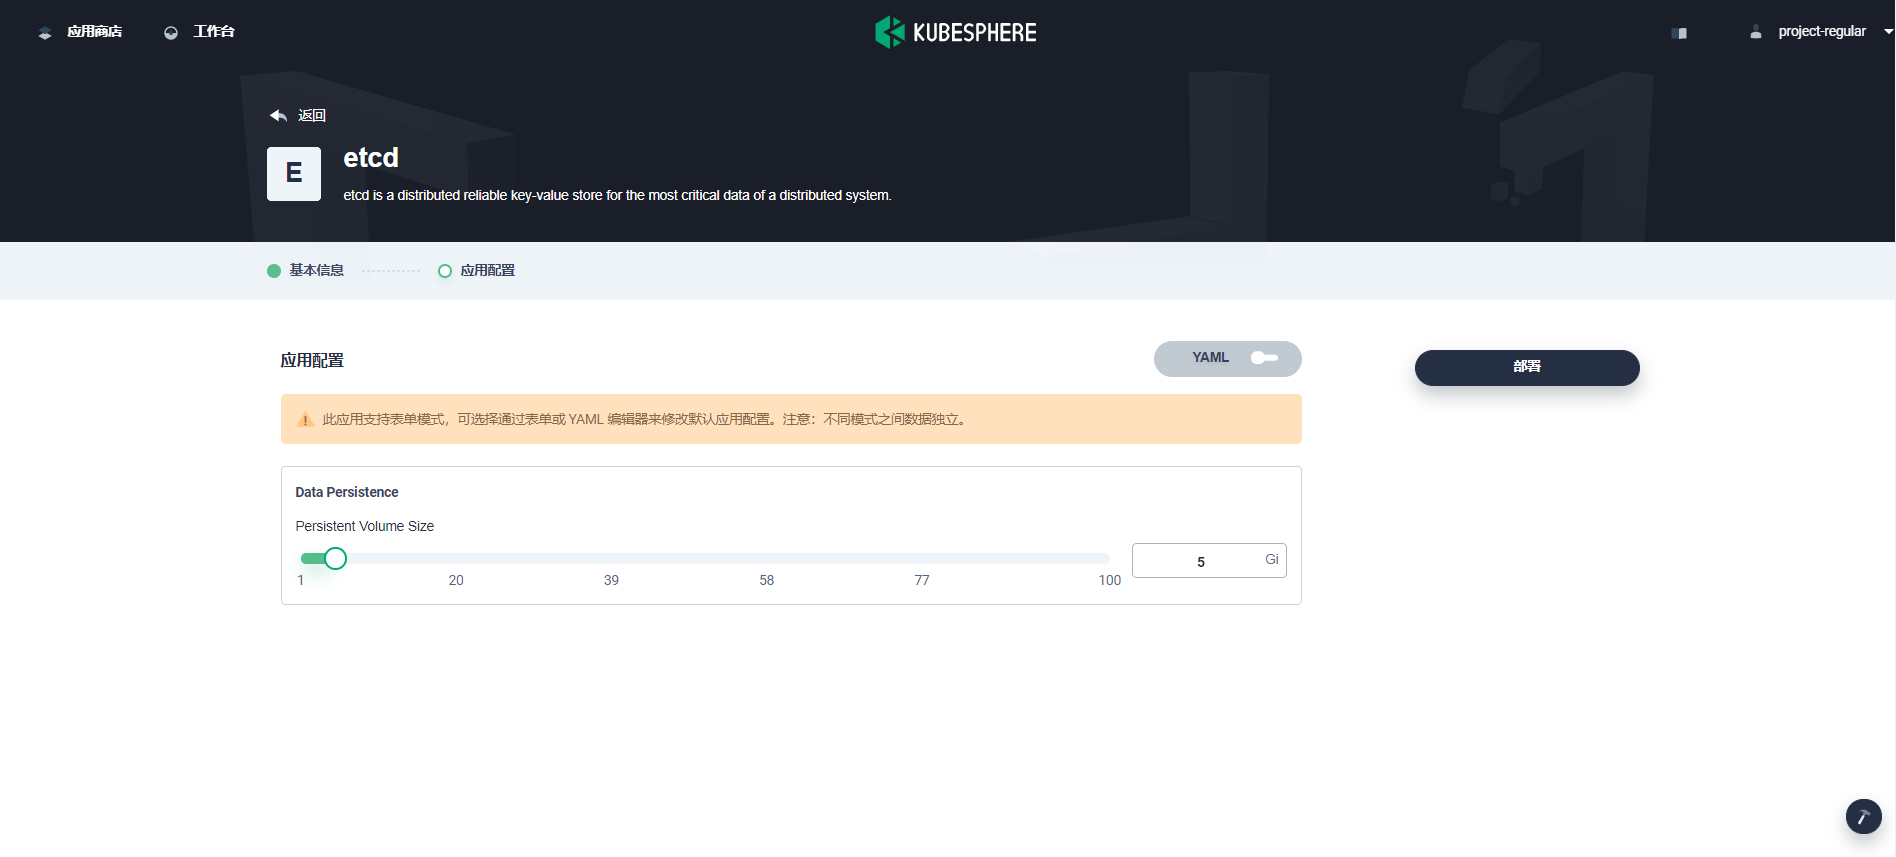 应用商店
工作台
KUBESPHERE
project-regular
返回
E
etcd
etcd is a distributed reliable key-value store for the most critical data of a distributed system.
基本信息
应用配置
应用配置
YAML
部署
此应用支持表单模式，可选择通过表单或 YAML 编辑器来修改默认应用配置。注意：不同模式之间数据独立。
Data Persistence
Persistent Volume Size
5 Gi
1 20 39 58 77 100